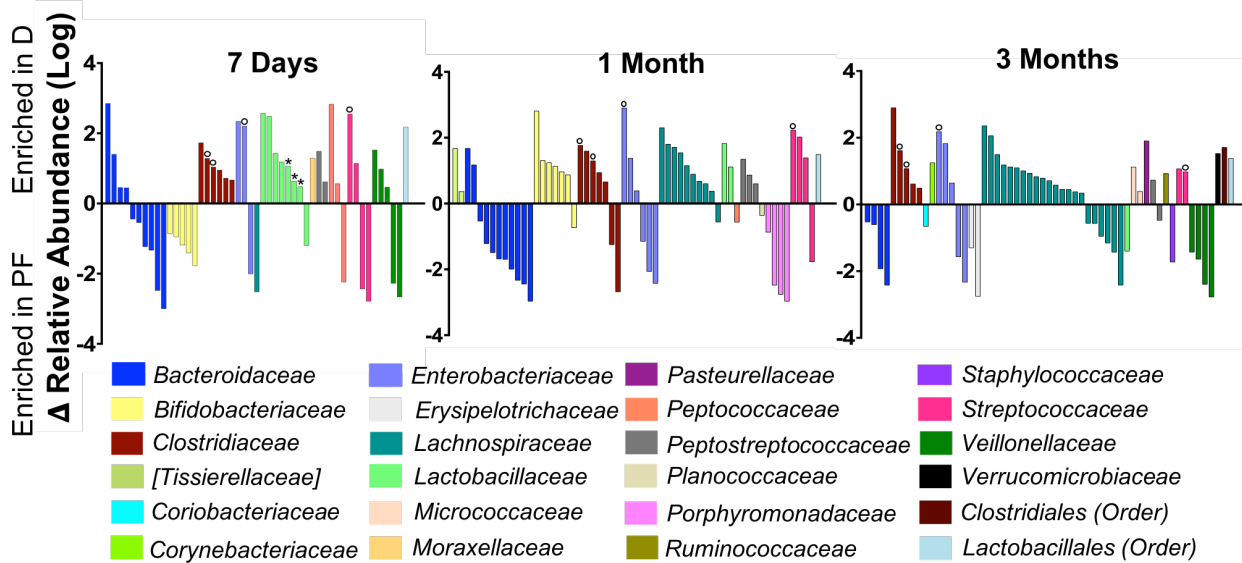 Enriched in PF Enriched in D
Δ Relative Abundance (Log)
7 Days
4
2
0
-2
-4
o
o
o
*
*
*
o
1 Month
4
2
0
-2
-4
o
o
o
o
3 Months
4
2
0
-2
-4
o
o
o
o
Bacteroidaceae
Bifidobacteriaceae
Clostridiaceae
[Tissierellaceae]
Coriobacteriaceae
Corynebacteriaceae
Enterobacteriaceae
Erysipelotrichaceae
Lachnospiraceae
Lactobacillaceae
Micrococcaceae
Moraxellaceae
Pasteurellaceae
Peptococcaceae
Peptostreptococcaceae
Planococcaceae
Porphyromonadaceae
Ruminococcaceae
Staphylococcaceae
Streptococcaceae
Veillonellaceae
Verrucomicrobiaceae
Clostridiales (Order)
Lactobacillales (Order)